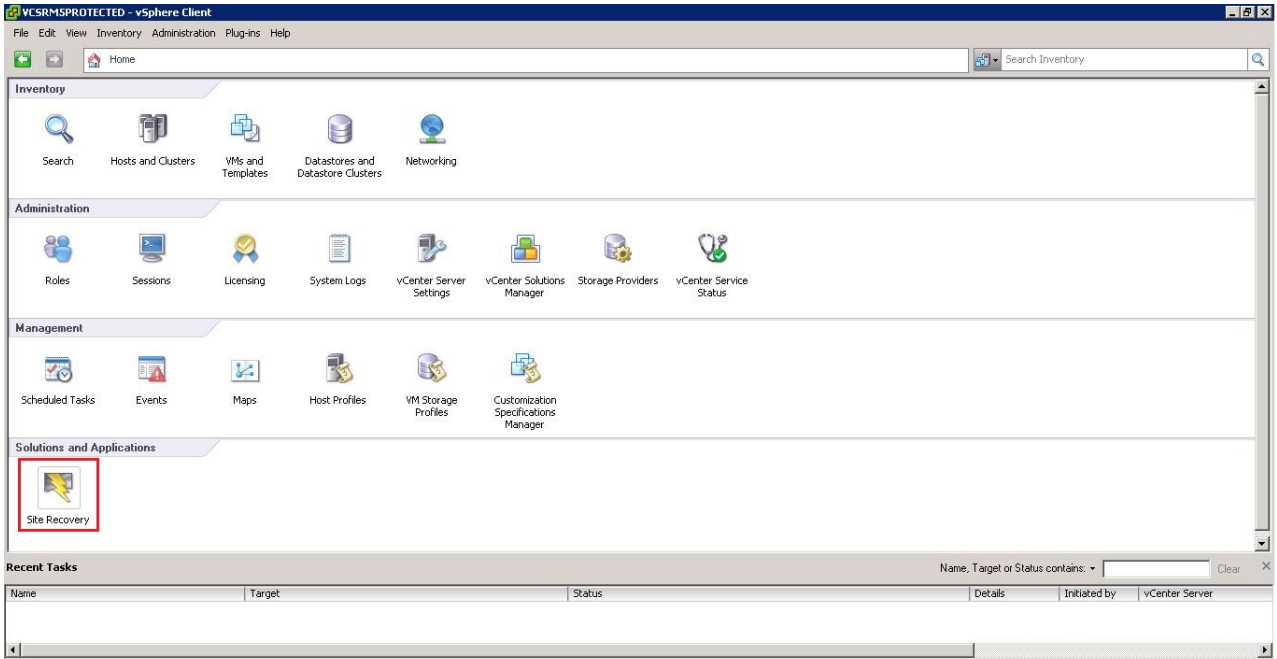 VCSRM5PROTECTED - vSphere Client
File Edit View Inventory Administration Plug-ins Help
Home
Search Inventory
Inventory
Search
Hosts and Clusters
VMs and
Templates
Datastores and
Datastore Clusters
Networking
Administration
Roles
Sessions
Licensing
System Logs
vCenter Server
Settings
vCenter Solutions
Manager
Storage Providers
vCenter Service
Status
Management
Scheduled Tasks
Events
Maps
Host Profiles
VM Storage
Profiles
Customization
Specifications
Manager
Solutions and Applications
Site Recovery
Recent Tasks
Name, Target or Status contains:
Clear
Name Target Status Details Initiated by vCenter Server